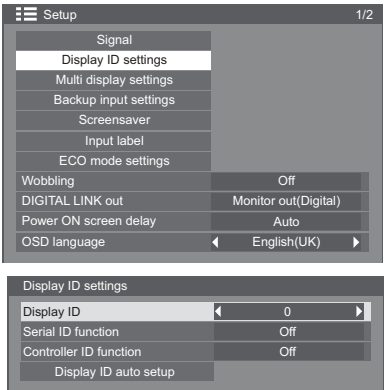 Setup 1/2
Signal
Display ID settings
Multi display settings
Backup input settings
Screensaver
Input label
ECO mode settings
Wobbling Off
DIGITAL LINK out Monitor out(Digital)
Power ON screen delay Auto
OSD language English(UK)
Display ID settings
Display ID 0
Serial ID function Off
Controller ID function Off
Display ID auto setup